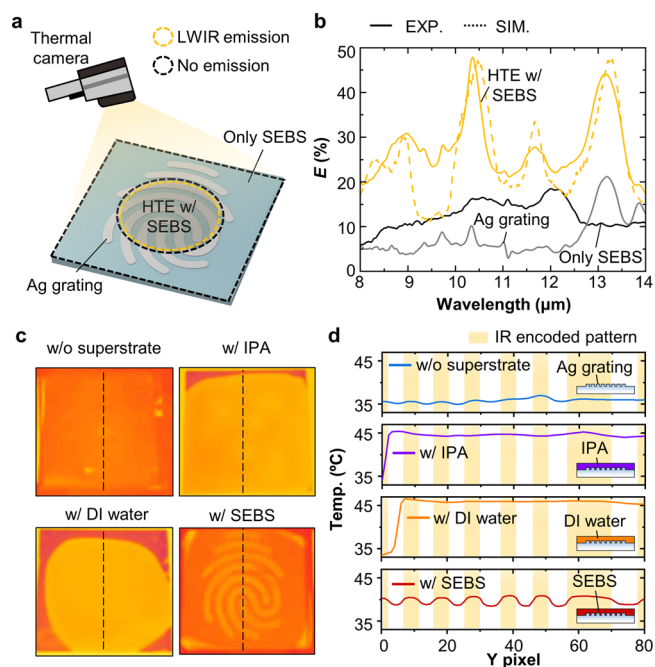 a
Thermal
camera
LWIR emission
No emission
Only SEBS
HTE w/
SEBS
Ag grating
b
EXP. SIM.
50
40
30
20
10
0
E (%)
HTE w/
SEBS
Ag grating
Only SEBS
8 9 10 11 12 13 14
Wavelength (µm)
c
w/o superstrate w/ IPA
w/ DI water w/ SEBS
d
IR encoded pattern
Temp. (ºC)
45
35
w/o superstrate
Ag grating
45
35
w/ IPA
IPA
45
35
w/ DI water
DI water
45
35
w/ SEBS
SEBS
0 20 40 60 80
Y pixel